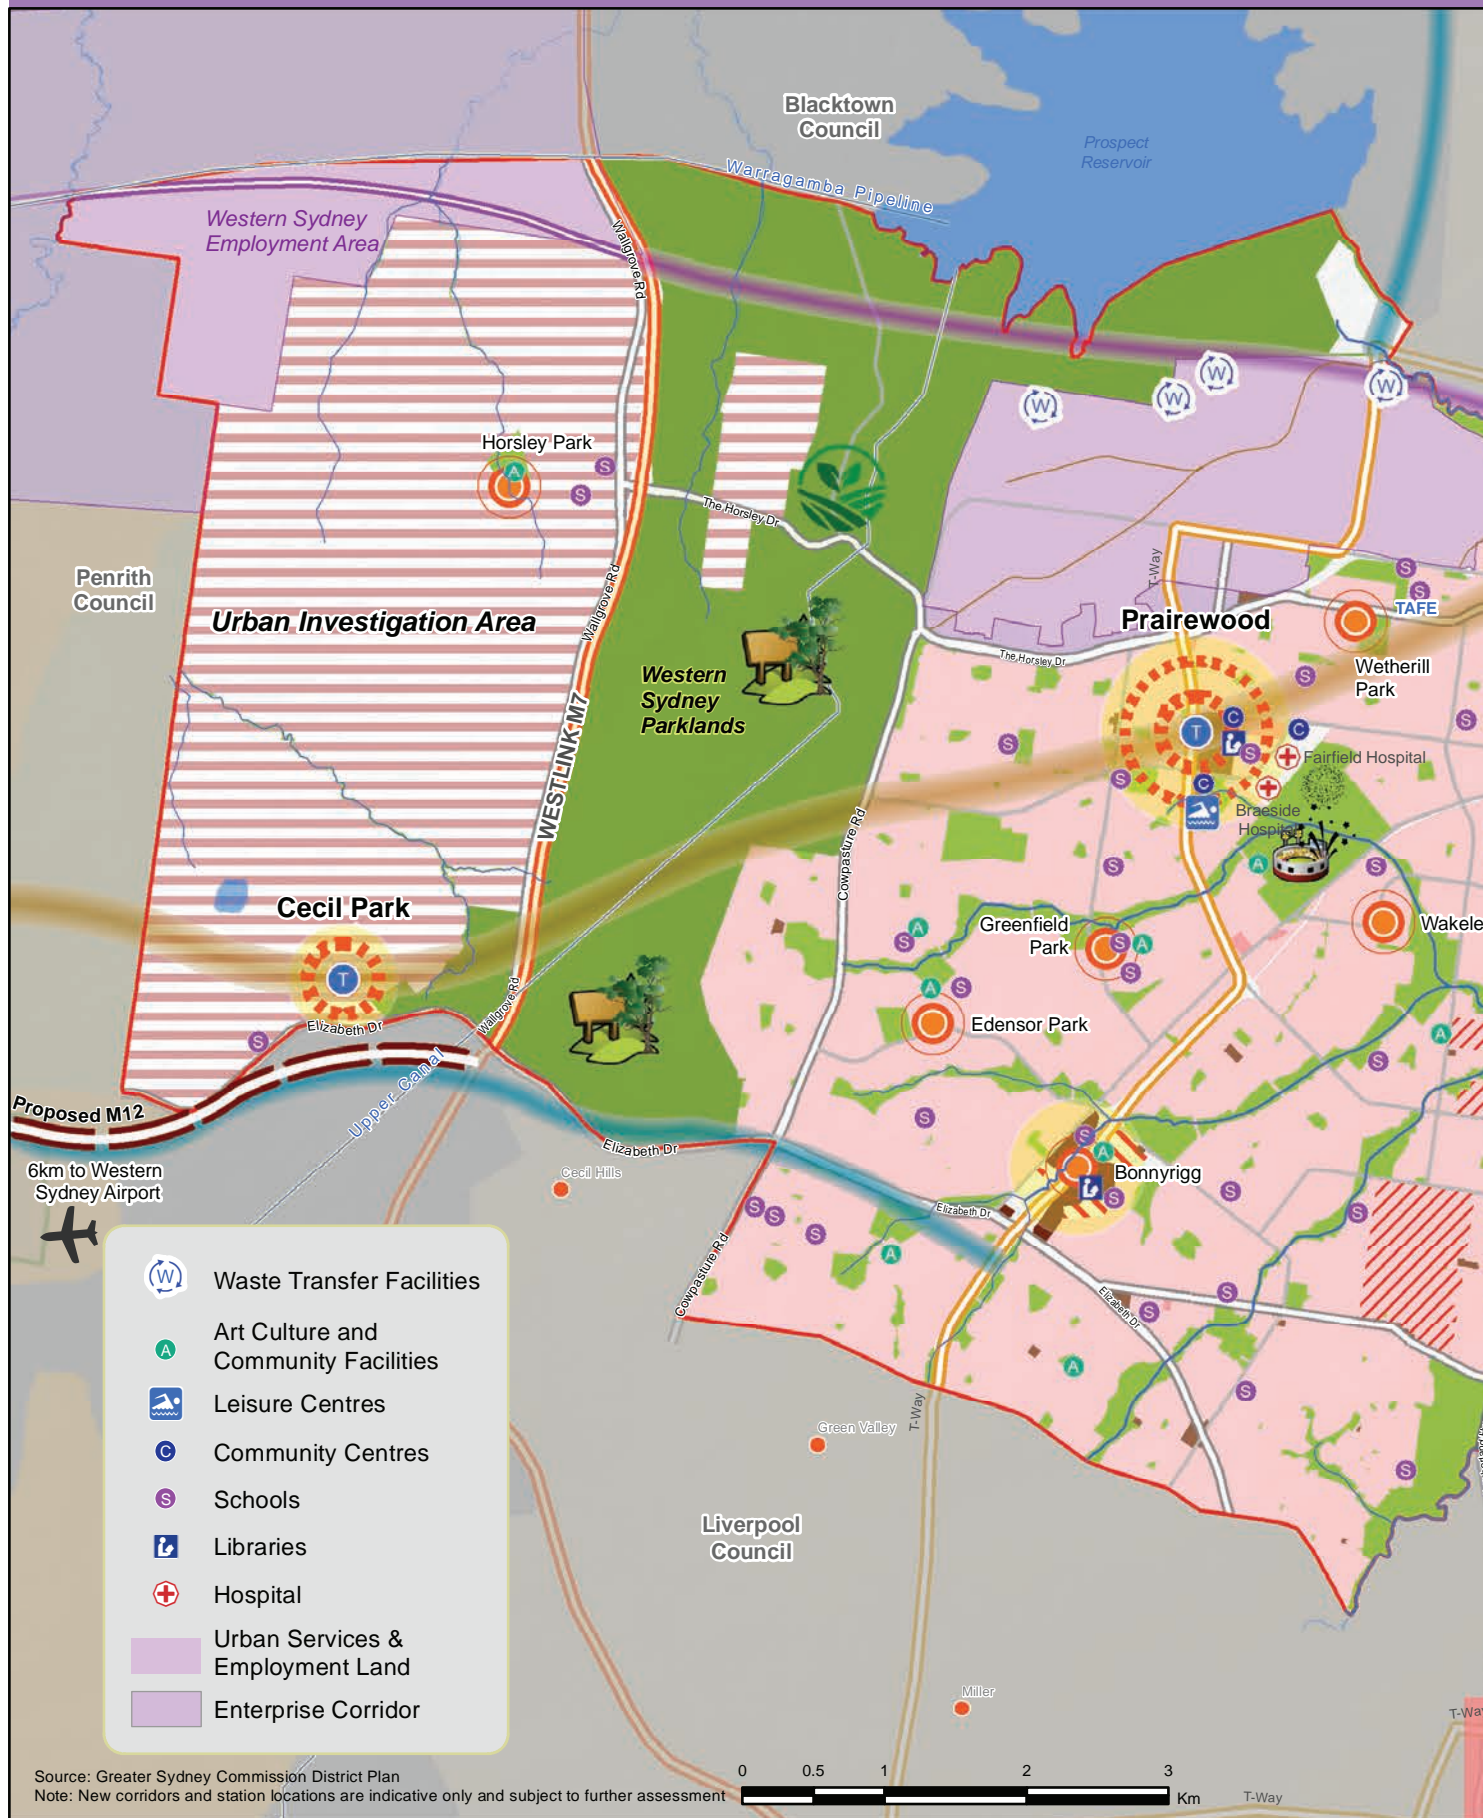 Blacktown
Council
Prospect
Reservoir
Warragamba Pipeline
Western Sydney
Employment Area
Wallgrove Rd
W
W
W
W
Horsley Park
A
S
S
The Horsley Dr
Penrith
Council
T-Way
S
S
TAFE
Urban Investigation Area
Wallgrove Rd
Prairewood
The Horsley Dr
Wetherill
Park
S
Western
Sydney
Parklands
WESTLINK M7
S
S
T
C
C
S
Fairfield Hospital
S
C
Braeside
Hospital
Cowpasture Rd
S
A
S
Cecil Park
T
Greenfield
Park
A
S
S
A
S
Wakele
A
S
Edensor Park
Wallgrove Rd
Elizabeth Dr
S
A
S
Upper Canal
Proposed M12
6km to Western
Sydney Airport
Elizabeth Dr
Cecil Hills
S
S
A
Bonnyrigg
S
S
S
S
S
S
Elizabeth Dr
A
Cowpasture Rd
Elizabeth Dr
S
S
A
S
S
T-Way
Green Valley
Liverpool
Council
Miller
T-Way
W
Waste Transfer Facilities
A
Art Culture and
Community Facilities
Leisure Centres
C
Community Centres
S
Schools
Libraries
Hospital
Urban Services &
Employment Land
Enterprise Corridor
Source: Greater Sydney Commission District Plan
Note: New corridors and station locations are indicative only and subject to further assessment
0 0.5 1 2 3
Km
T-Way